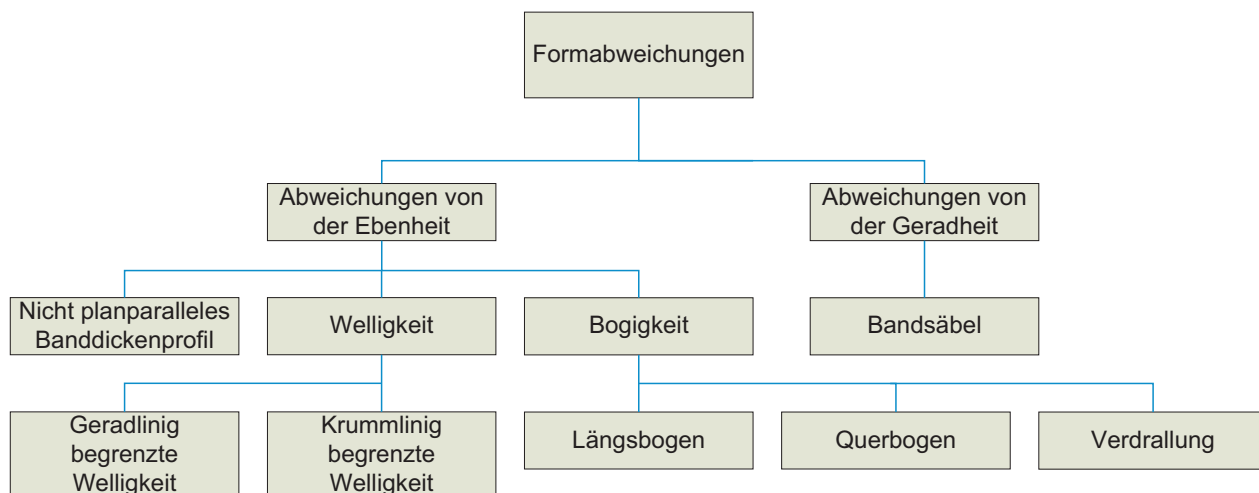 Formabweichungen
Abweichungen von
der Ebenheit
Abweichungen von
der Geradheit
Nicht planparalleles
Banddickenprofil
Welligkeit
Bogigkeit
Bandsäbel
Geradlinig
begrenzte
Welligkeit
Krummlinig
begrenzte
Welligkeit
Längsbogen
Querbogen
Verdrallung